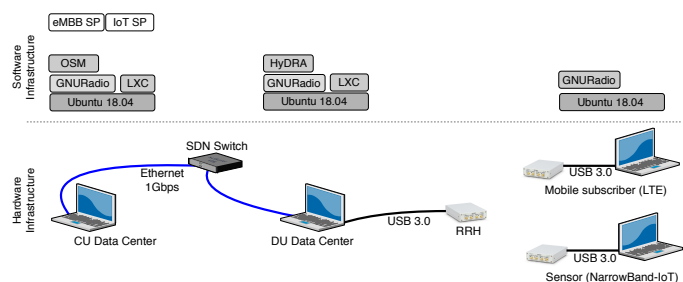 eMBB SP IoT SP
Software
Infrastructure
OSM HyDRA
GNURadio LXC GNURadio LXC GNURadio
Ubuntu 18.04 Ubuntu 18.04 Ubuntu 18.04
Hardware
Infrastructure
SDN Switch
Ethernet
1Gbps
USB 3.0
Mobile subscriber (LTE)
CU Data Center DU Data Center USB 3.0 RRH
USB 3.0
Sensor (NarrowBand-IoT)